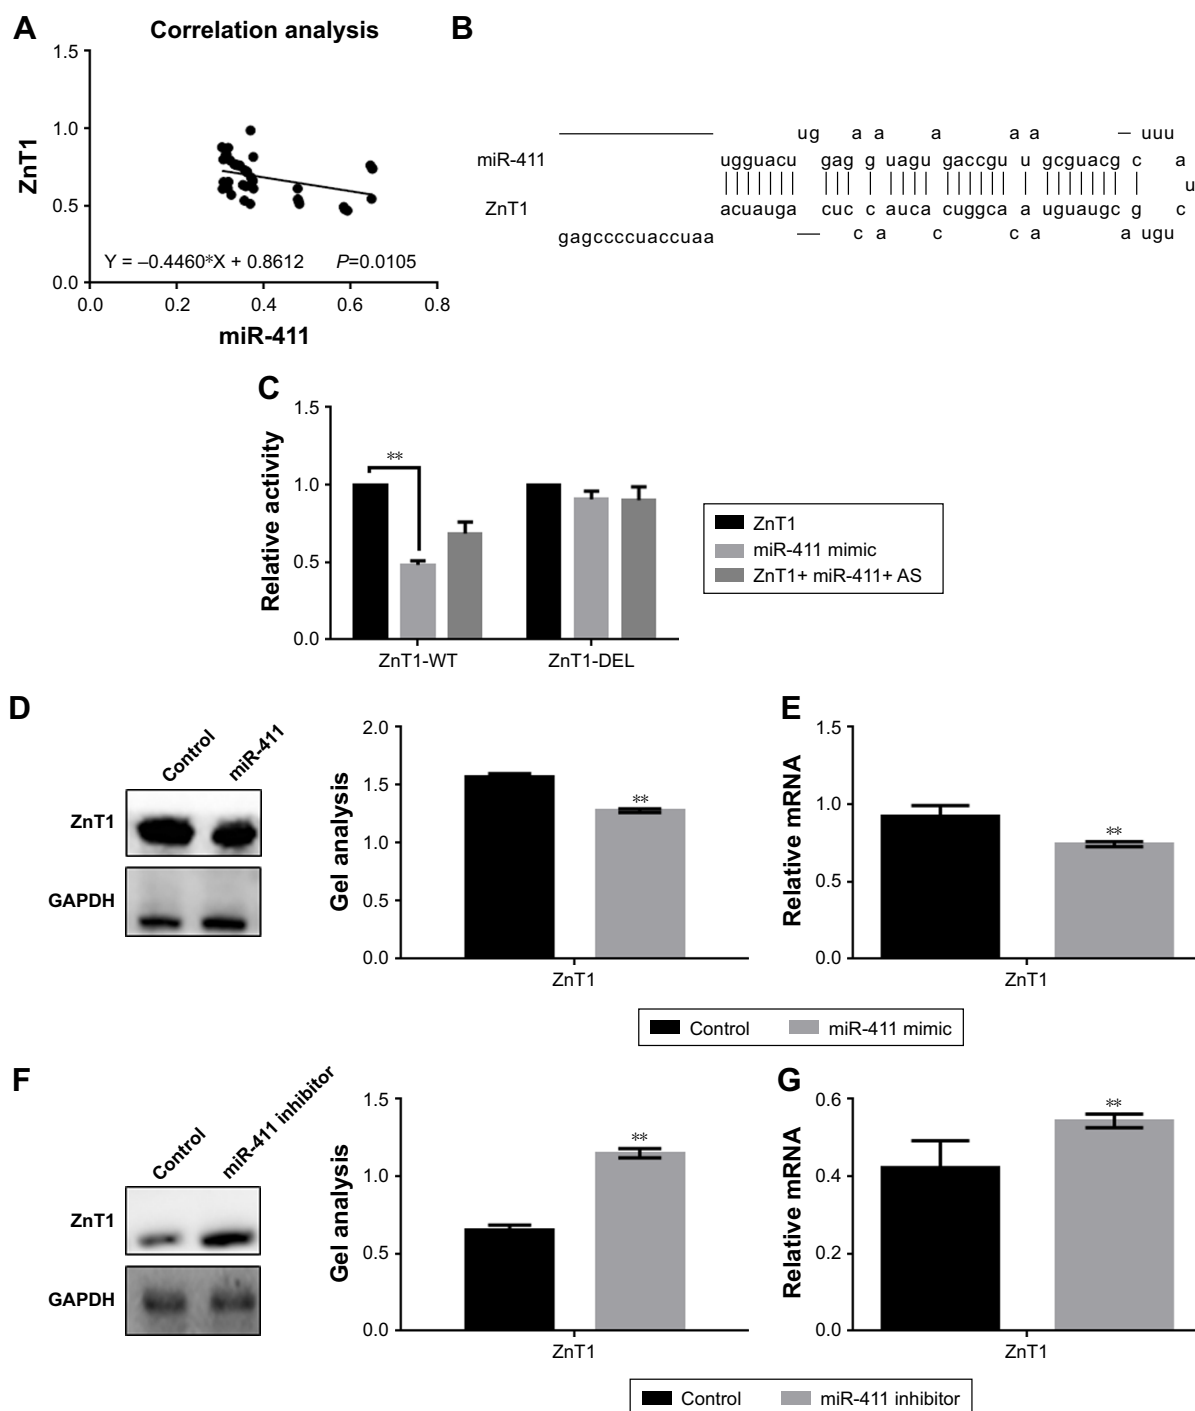 A
Correlation analysis
1.5
1.0
0.5
0.0
ZnT1
Y = –0.4460*X + 0.8612
P=0.0105
0.0 0.2 0.4 0.6 0.8
miR-411
B
ug a a a a a – uuu
miR-411 ugguacu gag g uagu gaccgu u gcguacg c a
u
ZnT1 acuauga cuc c auca cuggca a uguaugc g c
gagccccuaccuaa — c a c c a a ugu
C
1.5
1.0
0.5
0.0
Relative activity
**
ZnT1-WT ZnT1-DEL
ZnT1
miR-411 mimic
ZnT1+ miR-411+ AS
D
Control miR-411
ZnT1
GAPDH
2.0
1.5
1.0
0.5
0.0
Gel analysis
**
ZnT1
E
1.5
1.0
0.5
0.0
Relative mRNA
**
ZnT1
Control miR-411 mimic
F
Control miR-411 inhibitor
ZnT1
GAPDH
1.5
1.0
0.5
0.0
Gel analysis
**
ZnT1
G
0.6
0.4
0.2
0.0
Relative mRNA
**
ZnT1
Control miR-411 inhibitor